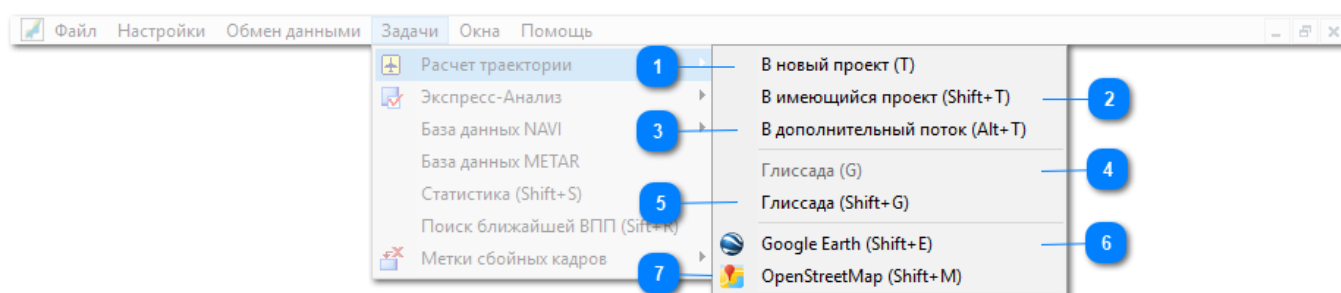 Файл Настройки Обмен данными Задачи Окна Помощь
Расчет траектории
Экспресс-Анализ
База данных NAVI
База данных METAR
Статистика (Shift+S)
Поиск ближайшей ВПП (Sift+R)
Метки сбойных кадров
1 В новый проект (T)
В имеющийся проект (Shift+T) 2
3 В дополнительный поток (Alt+T)
Глиссада (G) 4
5 Глиссада (Shift+G)
Google Earth (Shift+E) 6
7 OpenStreetMap (Shift+M)